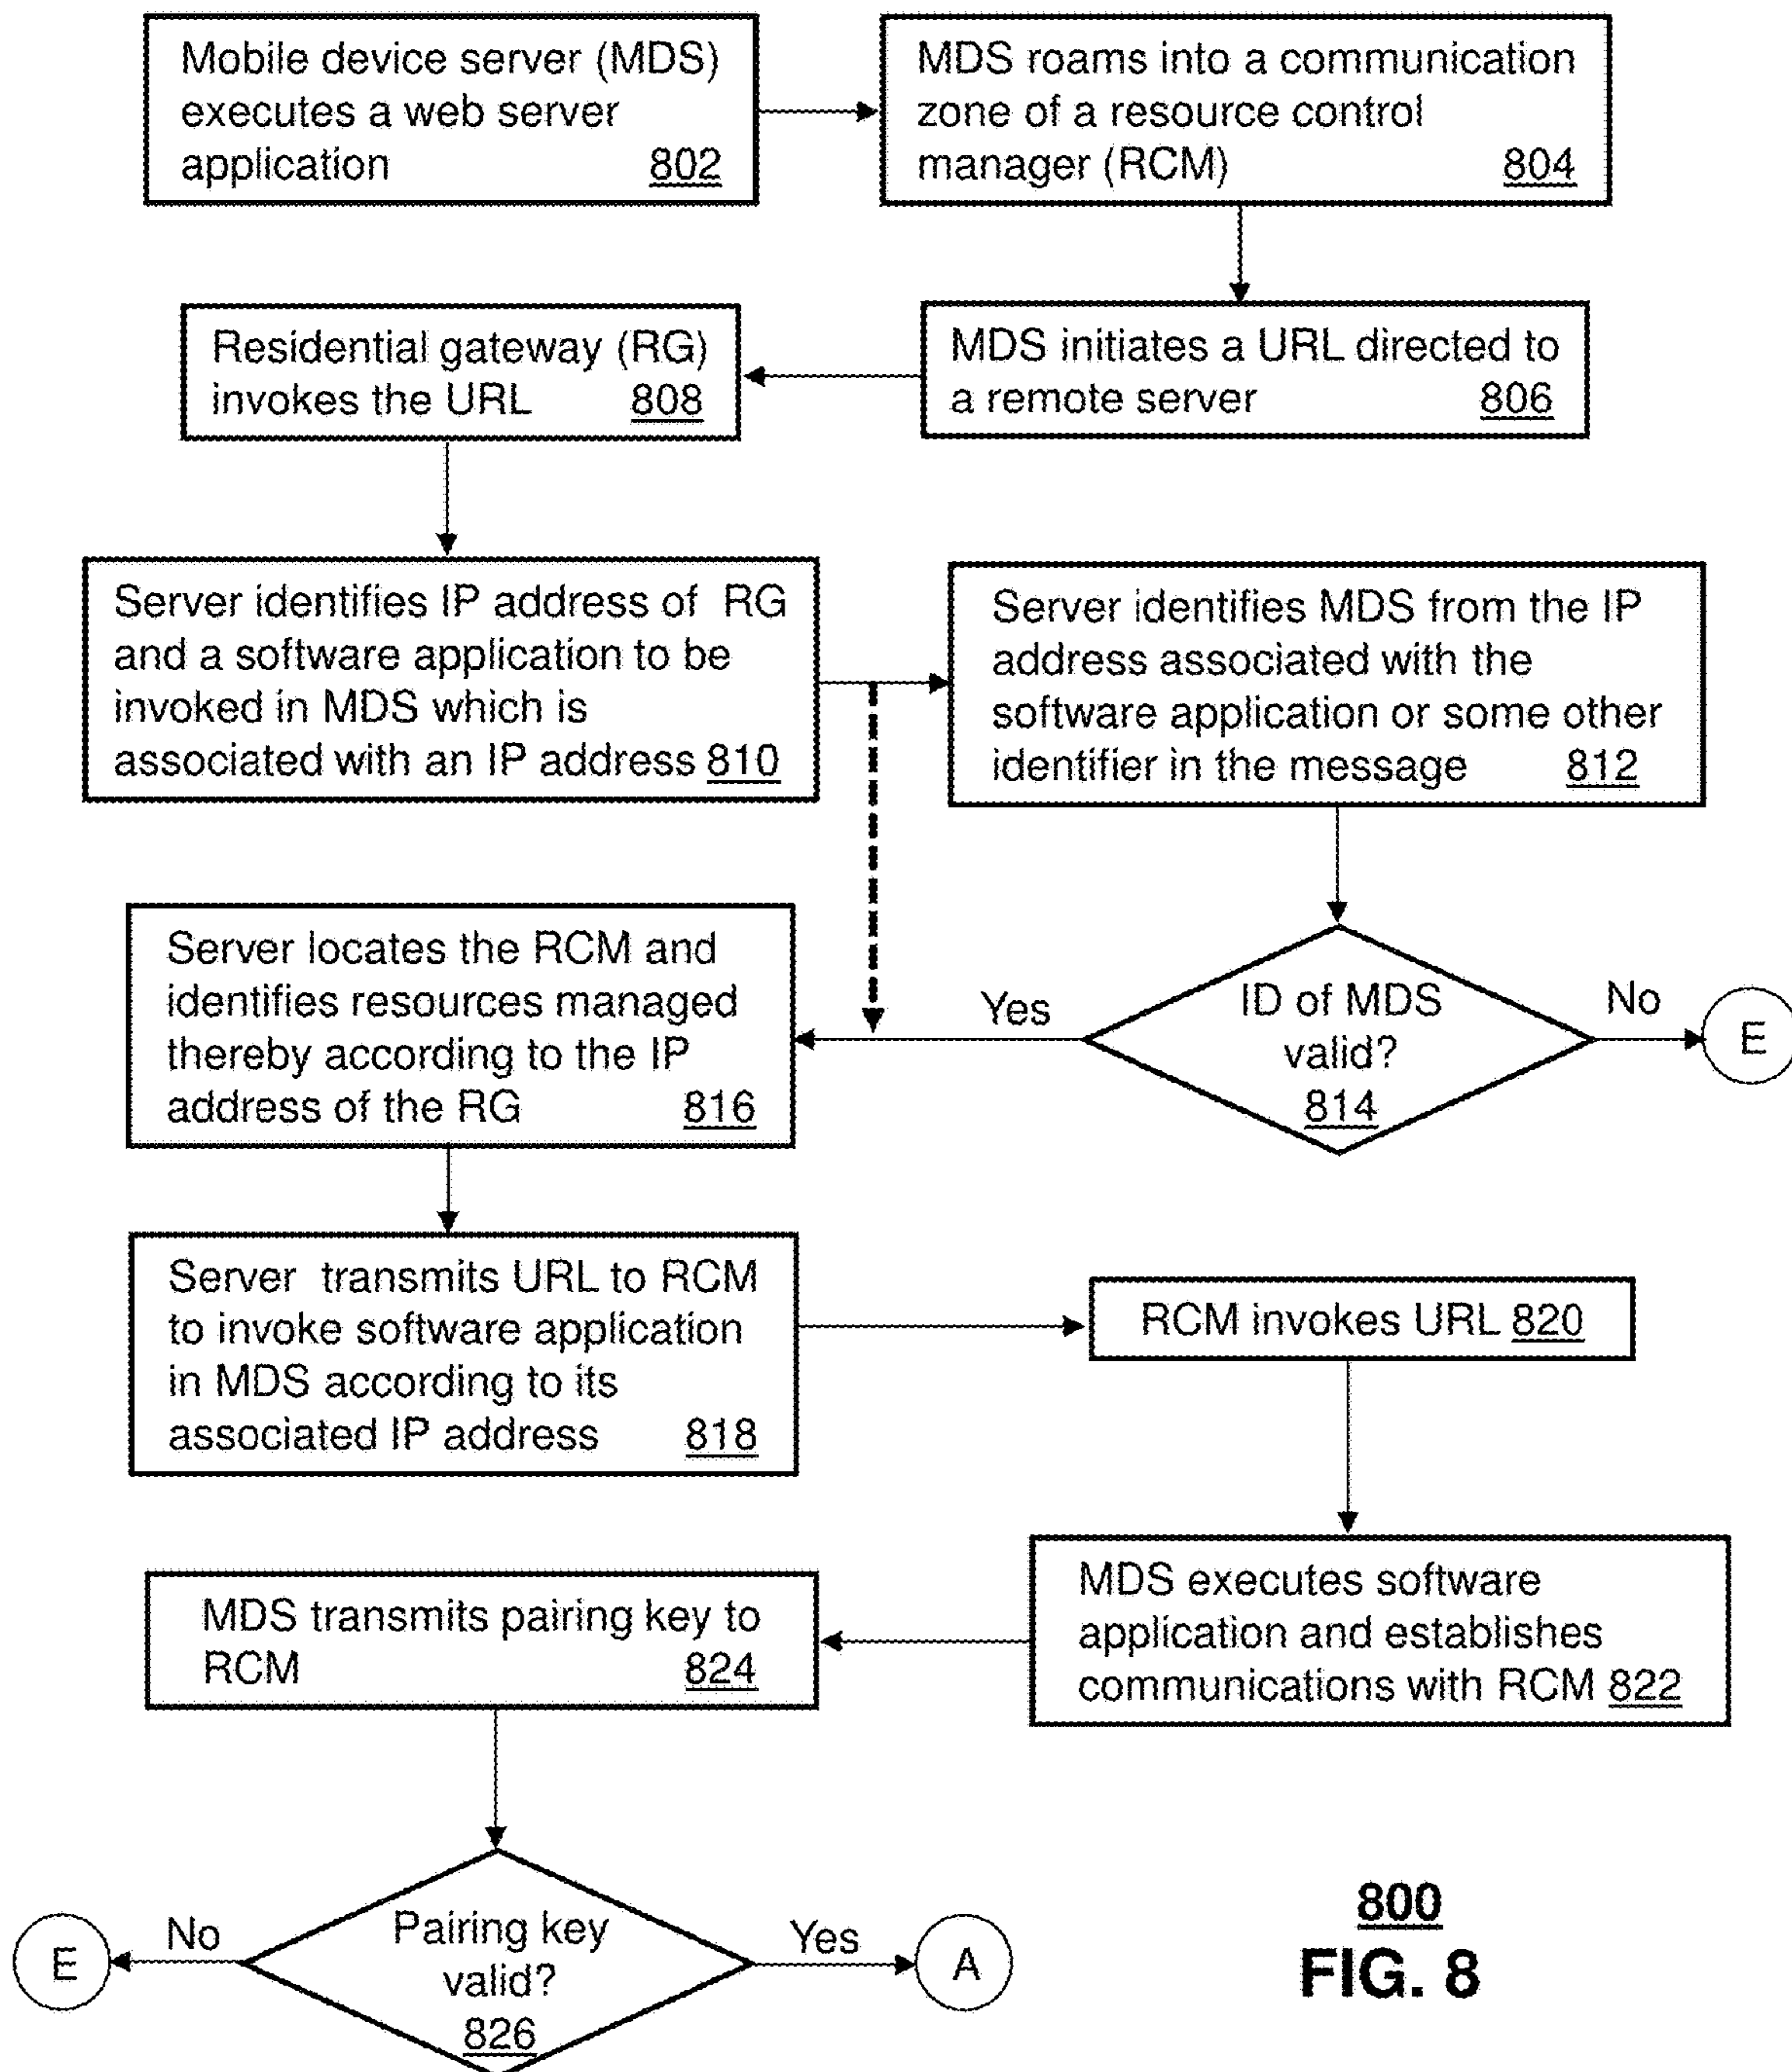 Mobile device server (MDS)
executes a web server
application 802
MDS roams into a communication
zone of a resource control
manager (RCM) 804
MDS initiates a URL directed to
a remote server 806
Residential gateway (RG)
invokes the URL 808
Server identifies IP address of RG
and a software application to be
invoked in MDS which is
associated with an IP address 810
Server identifies MDS from the IP
address associated with the
software application or some other
identifier in the message 812
ID of MDS
valid?
814
No
E
Yes
Server locates the RCM and
identifies resources managed
thereby according to the IP
address of the RG 816
Server transmits URL to RCM
to invoke software application
in MDS according to its
associated IP address 818
RCM invokes URL 820
MDS executes software
application and establishes
communications with RCM 822
MDS transmits pairing key to
RCM 824
Pairing key
valid?
826
No
E
Yes
A
800
FIG. 8